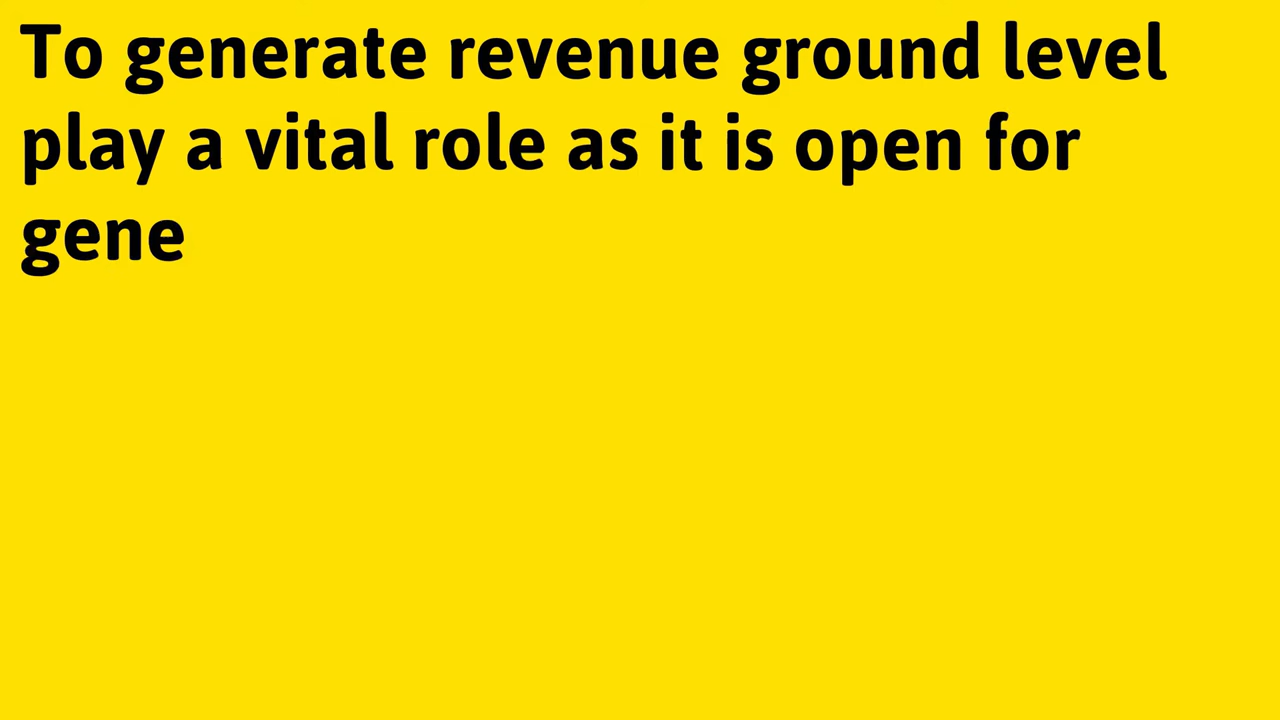 To generate revenue ground level
play a vital role as it is open for
gene